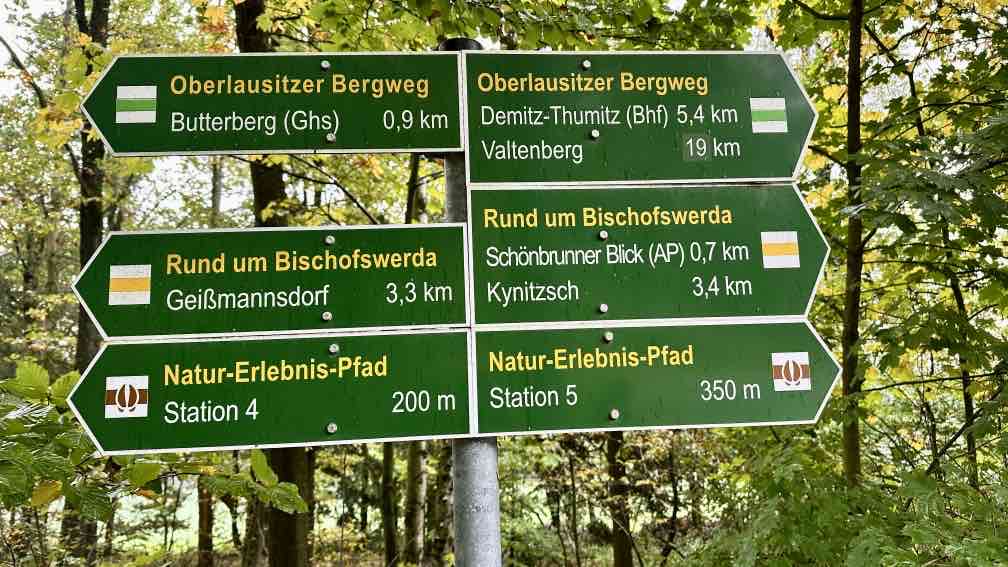 Oberlausitzer Bergweg
Butterberg (Ghs) 0,9 km
Oberlausitzer Bergweg
Demitz-Thumitz (Bhf) 5,4 km
Valtenberg 19 km
Rund um Bischofswerda
Geißmannsdorf 3,3 km
Rund um Bischofswerda
Schönbrunner Blick (AP) 0,7 km
Kynitzsch 3,4 km
Natur-Erlebnis-Pfad
Station 4 200 m
Natur-Erlebnis-Pfad
Station 5 350 m